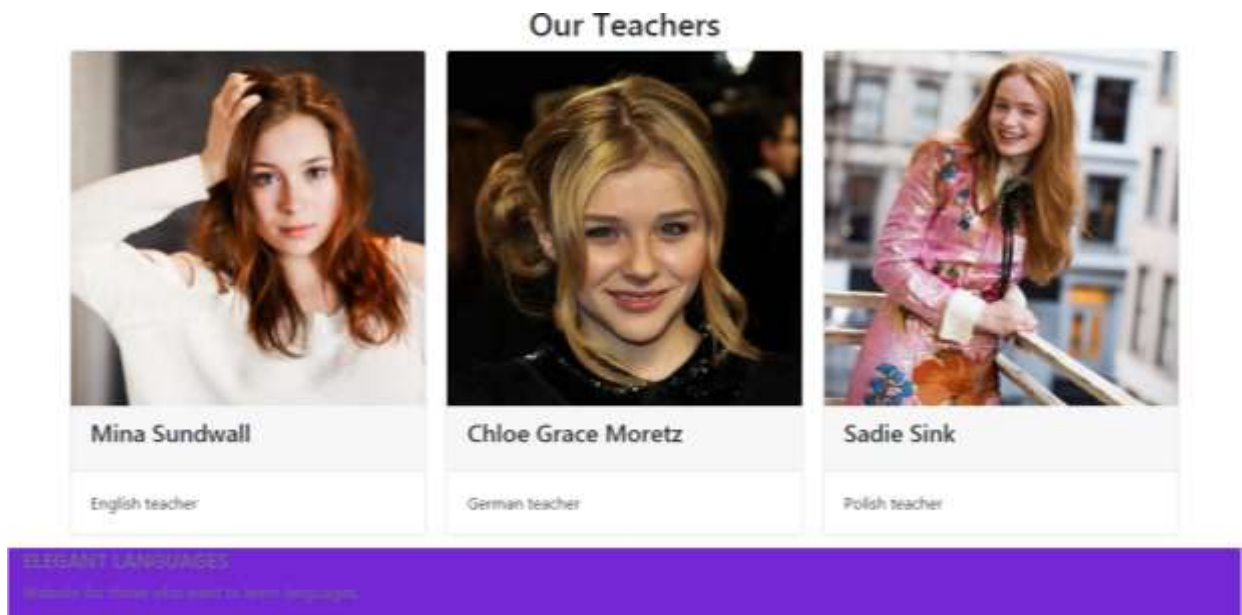 Our Teachers
Mina Sundwall
Chloe Grace Moretz
Sadie Sink
English teacher
German teacher
Polish teacher
ELEGANT LANGUAGES
Website for those who want to learn languages.